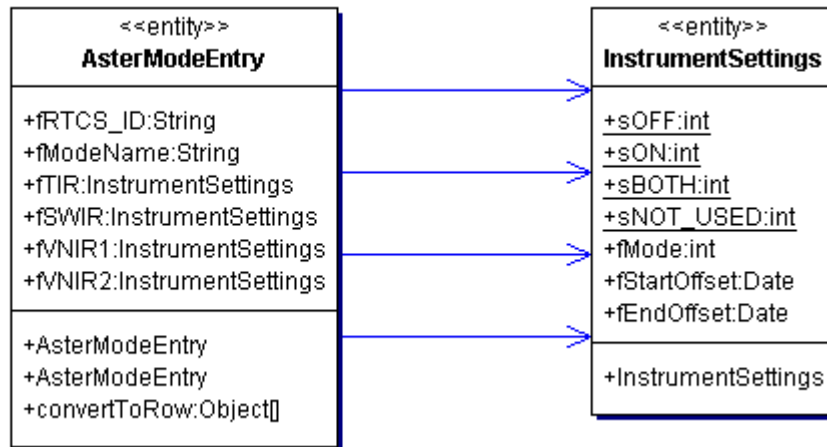 <<entity>>
AsterModeEntry
+fRTCS_ID:String
+fModeName:String
+fTIR:InstrumentSettings
+fSWIR:InstrumentSettings
+fVNIR1:InstrumentSettings
+fVNIR2:InstrumentSettings
+AsterModeEntry
+AsterModeEntry
+convertToRow:Object[]
<<entity>>
InstrumentSettings
+sOFF:int
+sON:int
+sBOTH:int
+sNOT_USED:int
+fMode:int
+fStartOffset:Date
+fEndOffset:Date
+InstrumentSettings